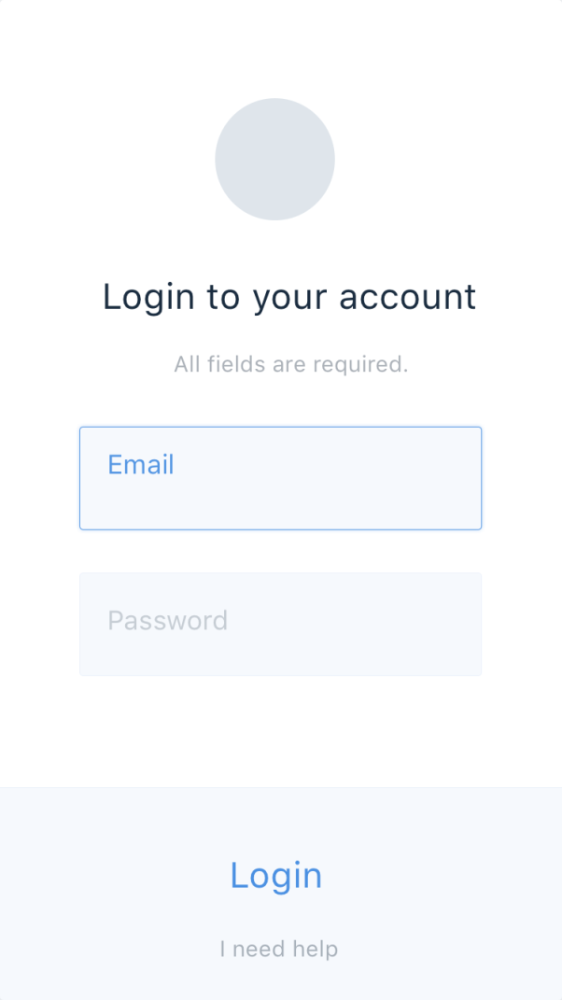 Login to your account
All fields are required.
Email
Password
Login
I need help